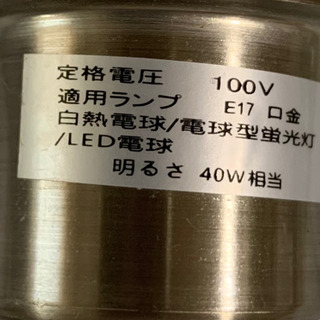 定格電圧 100V
適用ランプ E17 口金
白熱電球/電球型蛍光灯
/LED電球
明るさ 40W相当